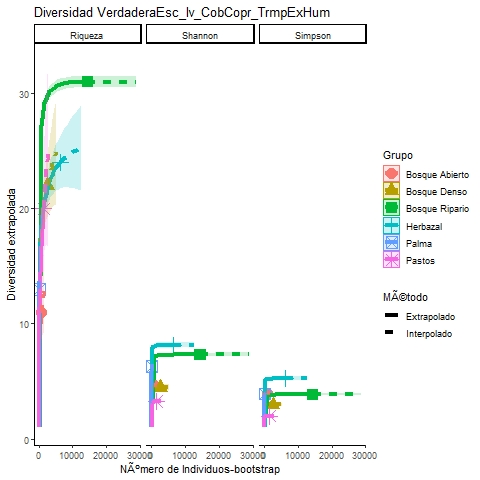 Diversidad VerdaderaEsc_Iv_CobCopr_TrmpExHum
Riqueza
Shannon
Simpson
30
20
10
0
Diversidad extrapolada
0 10000 20000 30000
0 10000 20000 30000
0 10000 20000 30000
NÃºmero de Individuos-bootstrap
Grupo
Bosque Abierto
Bosque Denso
Bosque Ripario
Herbazal
Palma
Pastos
MÃ©todo
Extrapolado
Interpolado